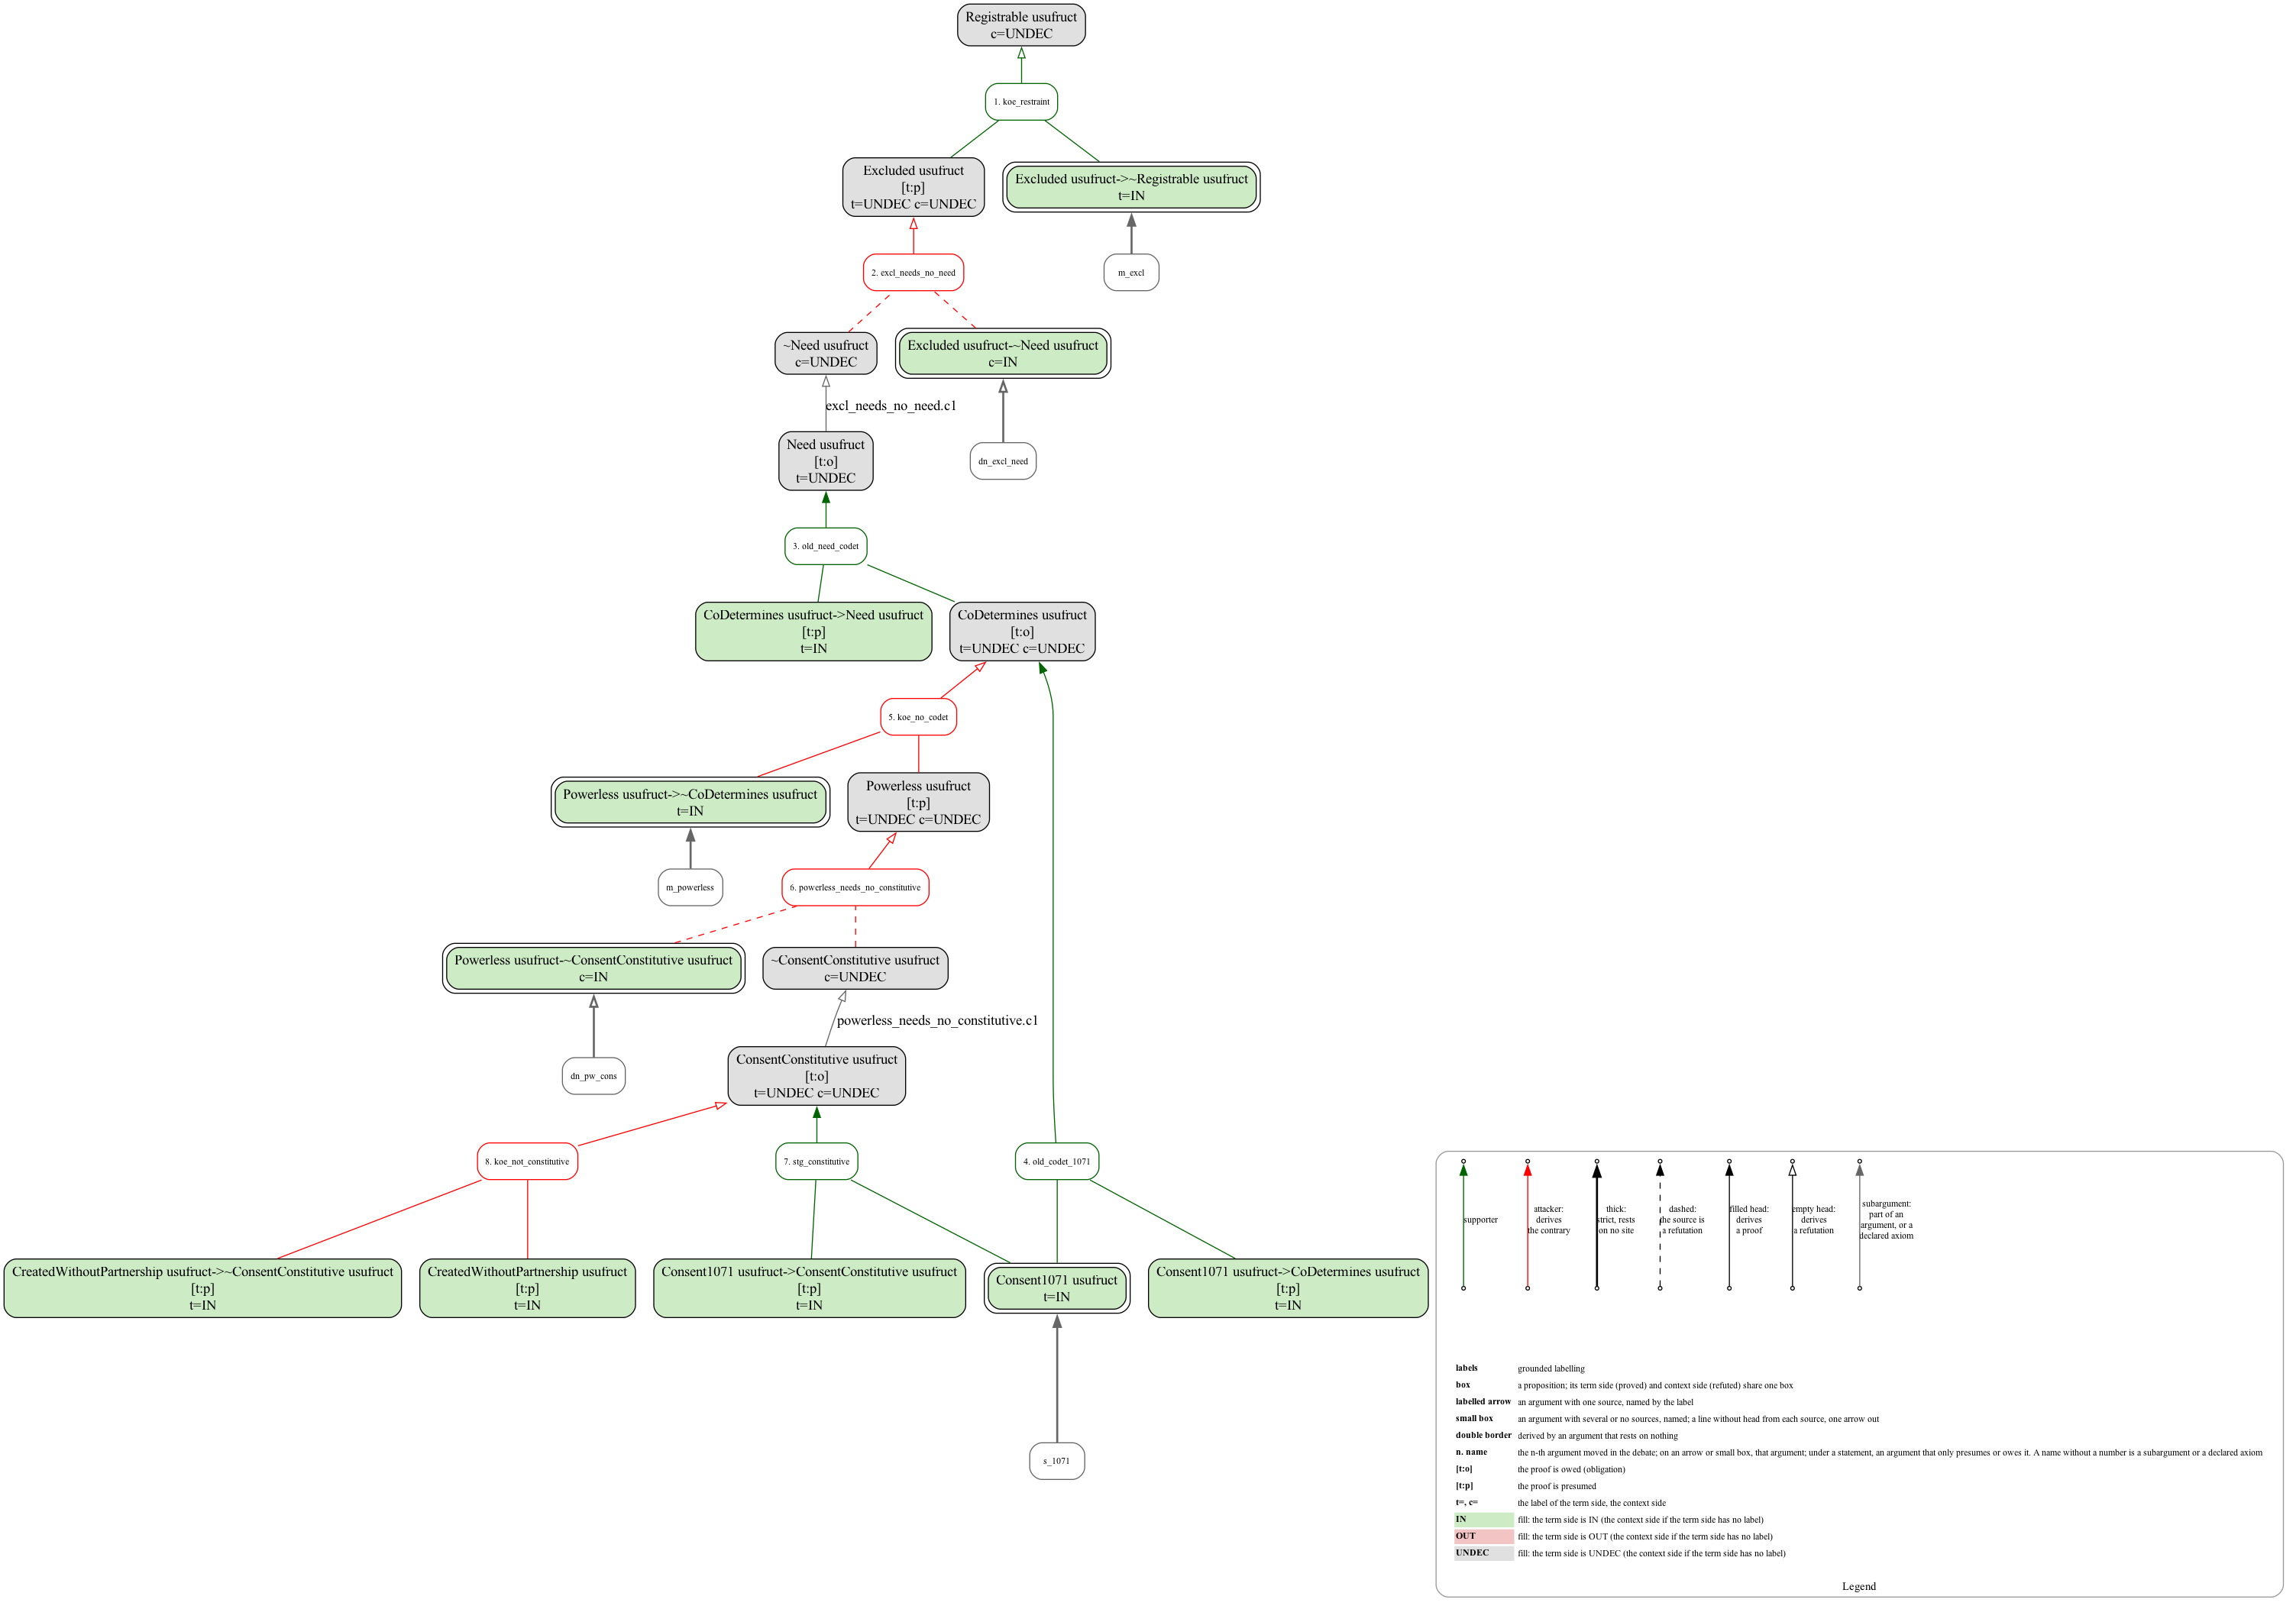 Registrable usufruct
c=UNDEC
1. koe_restraint
Excluded usufruct
[t:p]
t=UNDEC c=UNDEC
Excluded usufruct->~Registrable usufruct
t=IN
2. excl_needs_no_need
m_excl
~Need usufruct
c=UNDEC
Excluded usufruct-~Need usufruct
c=IN
excl_needs_no_need.c1
Need usufruct
[t:o]
t=UNDEC
dn_excl_need
3. old_need_codet
CoDetermines usufruct->Need usufruct
[t:p]
t=IN
CoDetermines usufruct
[t:o]
t=UNDEC c=UNDEC
5. koe_no_codet
Powerless usufruct->~CoDetermines usufruct
t=IN
Powerless usufruct
[t:p]
t=UNDEC c=UNDEC
m_powerless
6. powerless_needs_no_constitutive
Powerless usufruct-~ConsentConstitutive usufruct
c=IN
~ConsentConstitutive usufruct
c=UNDEC
powerless_needs_no_constitutive.c1
dn_pw_cons
ConsentConstitutive usufruct
[t:o]
t=UNDEC c=UNDEC
8. koe_not_constitutive
7. stg_constitutive
4. old_codet_1071
CreatedWithoutPartnership usufruct->~ConsentConstitutive usufruct
[t:p]
t=IN
CreatedWithoutPartnership usufruct
[t:p]
t=IN
Consent1071 usufruct->ConsentConstitutive usufruct
[t:p]
t=IN
Consent1071 usufruct
t=IN
Consent1071 usufruct->CoDetermines usufruct
[t:p]
t=IN
s_1071
supporter
attacker:
derives
the contrary
thick:
strict, rests
on no site
dashed:
the source is
a refutation
filled head:
derives
a proof
empty head:
derives
a refutation
subargument:
part of an
argument, or a
declared axiom
labels grounded labelling
box a proposition; its term side (proved) and context side (refuted) share one box
labelled arrow an argument with one source, named by the label
small box an argument with several or no sources, named; a line without head from each source, one arrow out
double border derived by an argument that rests on nothing
n. name the n-th argument moved in the debate; on an arrow or small box, that argument; under a statement, an argument that only presumes or owes it. A name without a number is a subargument or a declared axiom
[t:o] the proof is owed (obligation)
[t:p] the proof is presumed
t=, c= the label of the term side, the context side
IN fill: the term side is IN (the context side if the term side has no label)
OUT fill: the term side is OUT (the context side if the term side has no label)
UNDEC fill: the term side is UNDEC (the context side if the term side has no label)
Legend